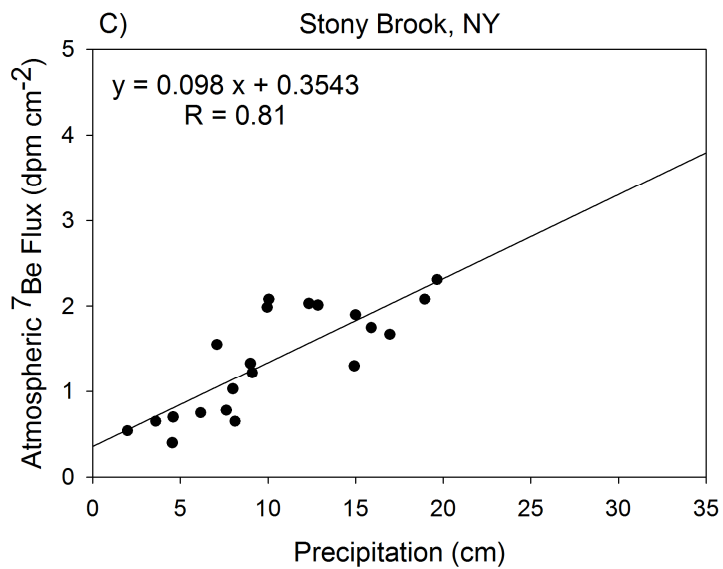 C) Stony Brook, NY
y = 0.098 x + 0.3543
R = 0.81
Atmospheric ⁷Be Flux (dpm cm⁻²)
5
4
3
2
1
0
0 5 10 15 20 25 30 35
Precipitation (cm)